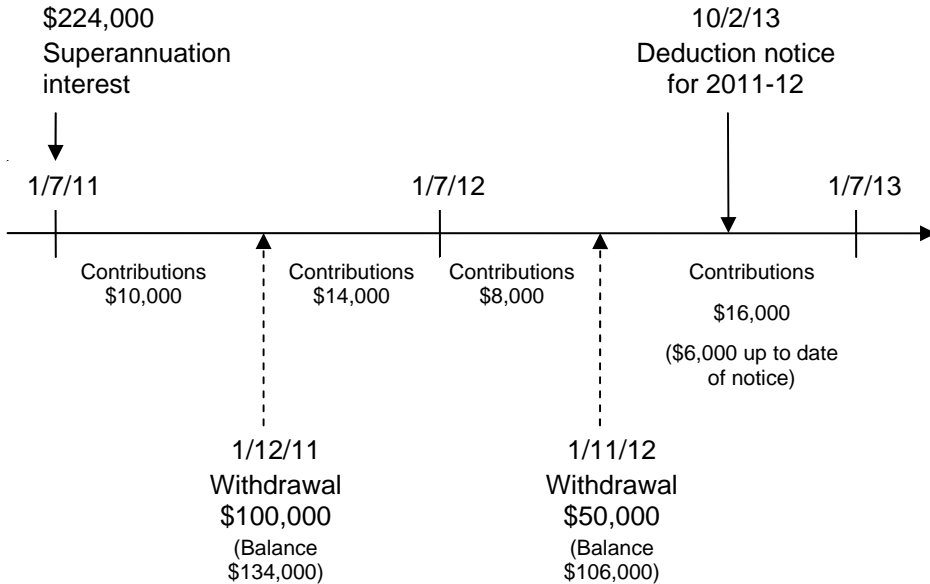 $224,000
Superannuation
interest
10/2/13
Deduction notice
for 2011-12
1/7/11
1/7/12
1/7/13
Contributions
$10,000
Contributions
$14,000
Contributions
$8,000
Contributions
$16,000
($6,000 up to date
of notice)
1/12/11
Withdrawal
$100,000
(Balance
$134,000)
1/11/12
Withdrawal
$50,000
(Balance
$106,000)